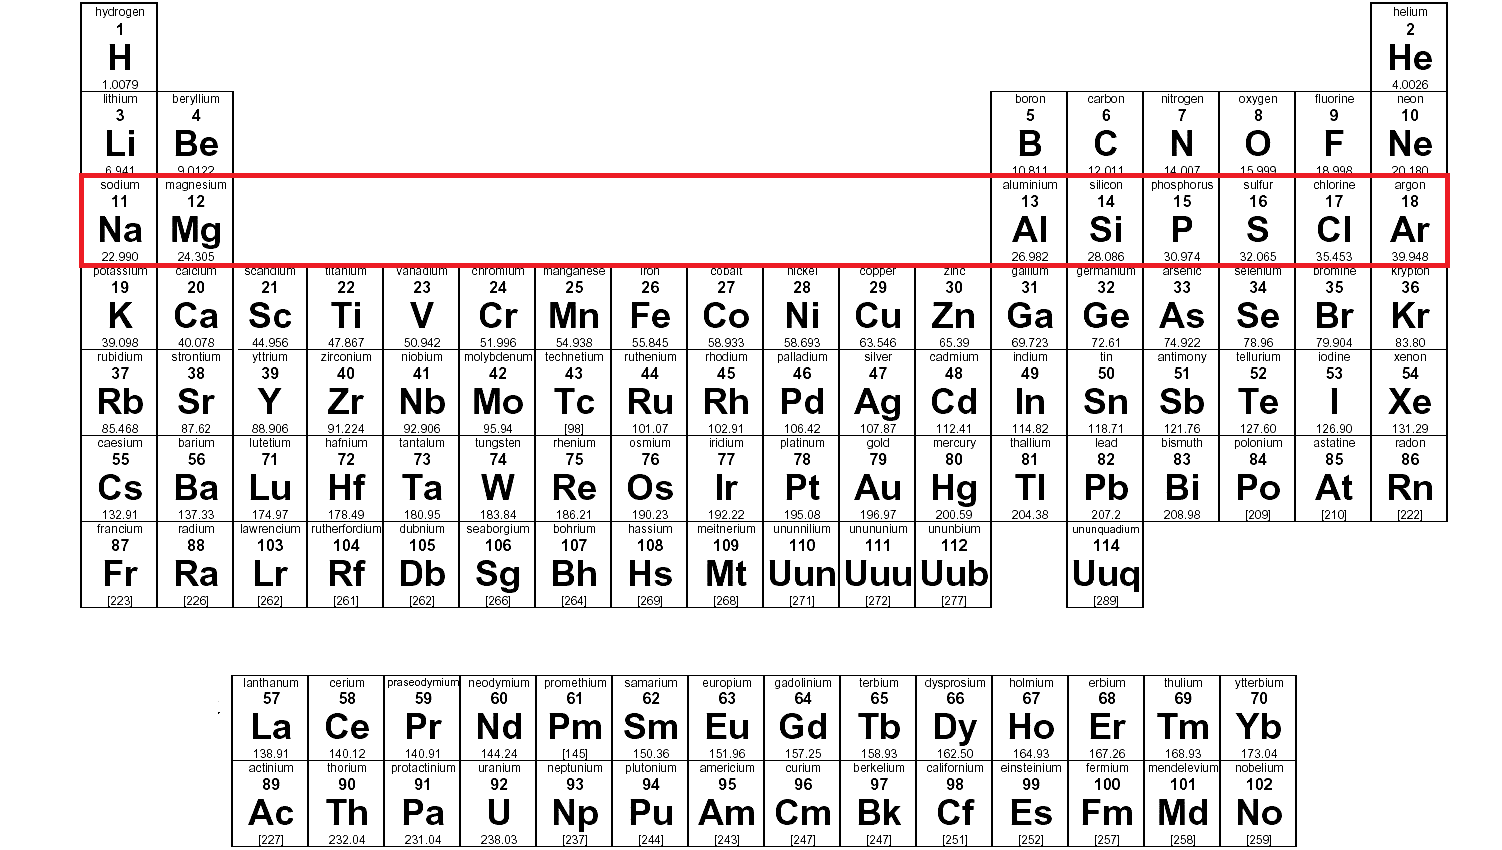 hydrogen helium
1 2
H He
1.0079 4.0026
lithium beryllium boron carbon nitrogen oxygen fluorine neon
3 4 5 6 7 8 9 10
Li Be B C N O F Ne
6.941 9.0122 10.811 12.011 14.007 15.999 18.998 20.180
sodium magnesium aluminium silicon phosphorus sulfur chlorine argon
11 12 13 14 15 16 17 18
Na Mg Al Si P S Cl Ar
22.990 24.305 26.982 28.086 30.974 32.065 35.453 39.948
potassium calcium scandium titanium vanadium chromium manganese iron cobalt nickel copper zinc gallium germanium arsenic selenium bromine krypton
19 20 21 22 23 24 25 26 27 28 29 30 31 32 33 34 35 36
K Ca Sc Ti V Cr Mn Fe Co Ni Cu Zn Ga Ge As Se Br Kr
39.098 40.078 44.956 47.867 50.942 51.996 54.938 55.845 58.933 58.693 63.546 65.39 69.723 72.61 74.922 78.96 79.904 83.80
rubidium strontium yttrium zirconium niobium molybdenum technetium ruthenium rhodium palladium silver cadmium indium tin antimony tellurium iodine xenon
37 38 39 40 41 42 43 44 45 46 47 48 49 50 51 52 53 54
Rb Sr Y Zr Nb Mo Tc Ru Rh Pd Ag Cd In Sn Sb Te I Xe
85.468 87.62 88.906 91.224 92.906 95.94 [98] 101.07 102.91 106.42 107.87 112.41 114.82 118.71 121.76 127.60 126.90 131.29
caesium barium lutetium hafnium tantalum tungsten rhenium osmium iridium platinum gold mercury thallium lead bismuth polonium astatine radon
55 56 71 72 73 74 75 76 77 78 79 80 81 82 83 84 85 86
Cs Ba Lu Hf Ta W Re Os Ir Pt Au Hg Tl Pb Bi Po At Rn
132.91 137.33 174.97 178.49 180.95 183.84 186.21 190.23 192.22 195.08 196.97 200.59 204.38 207.2 208.98 [209] [210] [222]
francium radium lawrencium rutherfordium dubnium seaborgium bohrium hassium meitnerium ununnilium unununium ununbium ununquadium
87 88 103 104 105 106 107 108 109 110 111 112 114
Fr Ra Lr Rf Db Sg Bh Hs Mt Uun Uuu Uub Uuq
[223] [226] [262] [261] [262] [266] [264] [269] [268] [271] [272] [277] [289]
lanthanum cerium praseodymium neodymium promethium samarium europium gadolinium terbium dysprosium holmium erbium thulium ytterbium
57 58 59 60 61 62 63 64 65 66 67 68 69 70
La Ce Pr Nd Pm Sm Eu Gd Tb Dy Ho Er Tm Yb
138.91 140.12 140.91 144.24 [145] 150.36 151.96 157.25 158.93 162.50 164.93 167.26 168.93 173.04
actinium thorium protactinium uranium neptunium plutonium americium curium berkelium californium einsteinium fermium mendelevium nobelium
89 90 91 92 93 94 95 96 97 98 99 100 101 102
Ac Th Pa U Np Pu Am Cm Bk Cf Es Fm Md No
[227] 232.04 231.04 238.03 [237] [244] [243] [247] [247] [251] [252] [257] [258] [259]